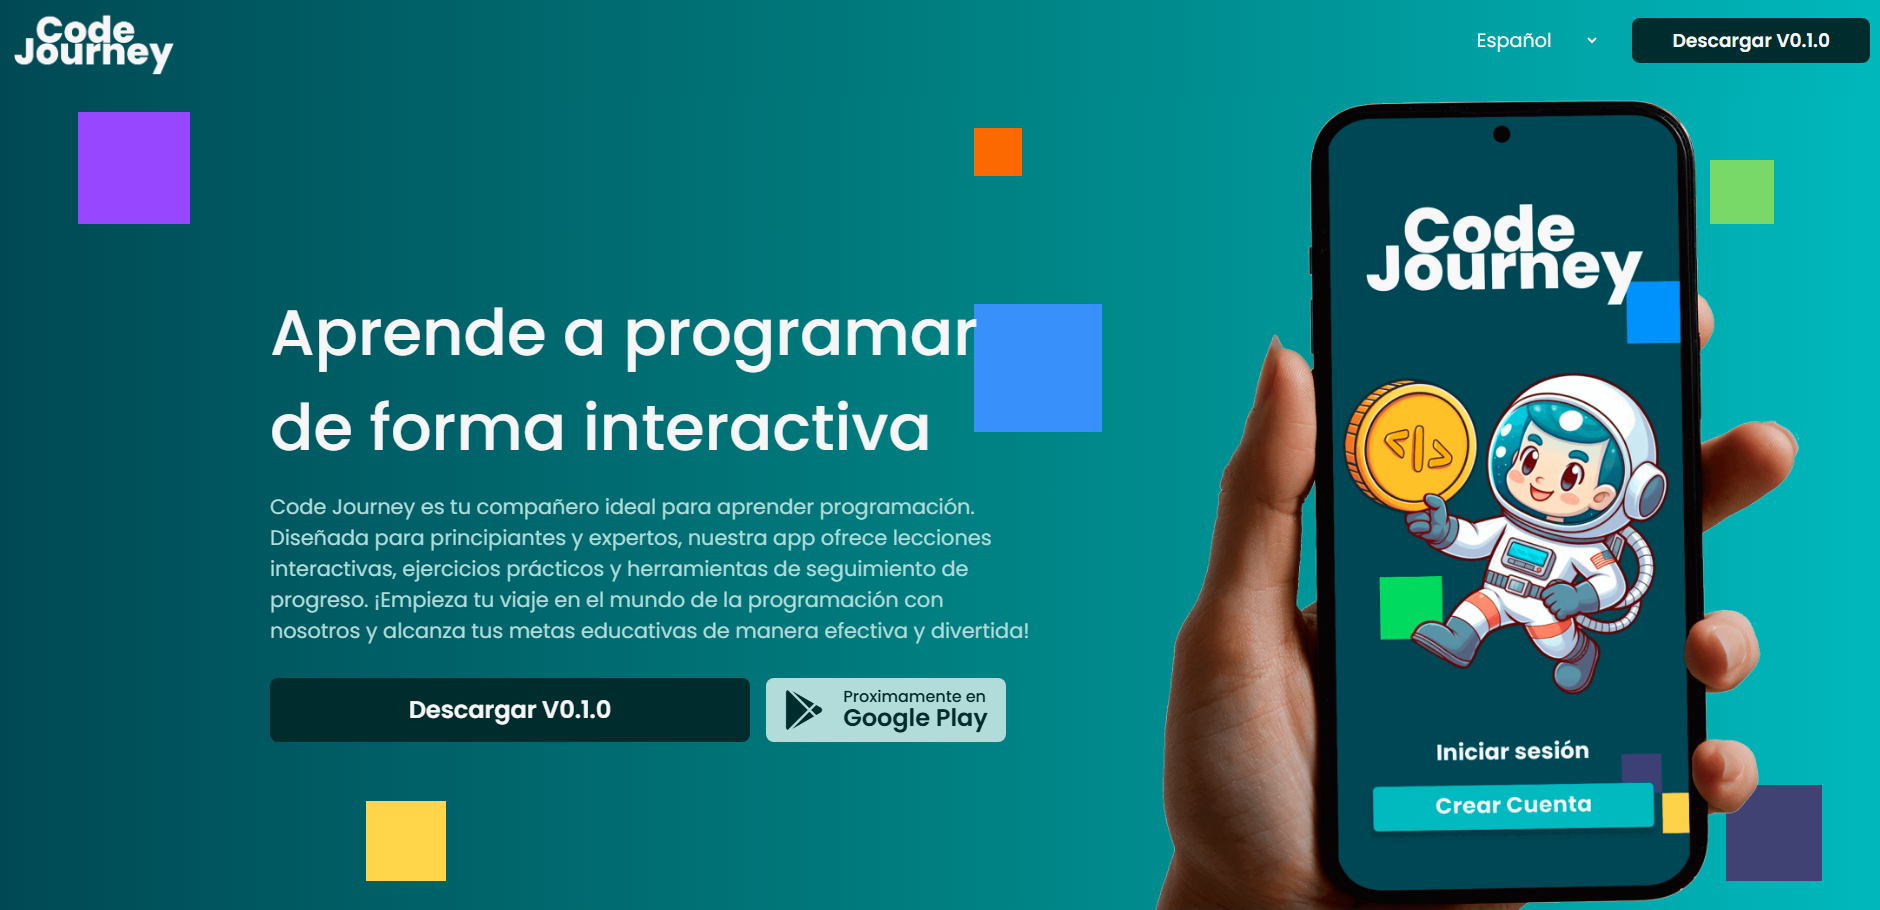 Code
Journey
Español
Descargar V0.1.0
Aprende a programar
de forma interactiva
Code Journey es tu compañero ideal para aprender programación.
Diseñada para principiantes y expertos, nuestra app ofrece lecciones
interactivas, ejercicios prácticos y herramientas de seguimiento de
progreso. ¡Empieza tu viaje en el mundo de la programación con
nosotros y alcanza tus metas educativas de manera efectiva y divertida!
Descargar V0.1.0
Proximamente en
Google Play
Code
Journey
</>
Iniciar sesión
Crear Cuenta